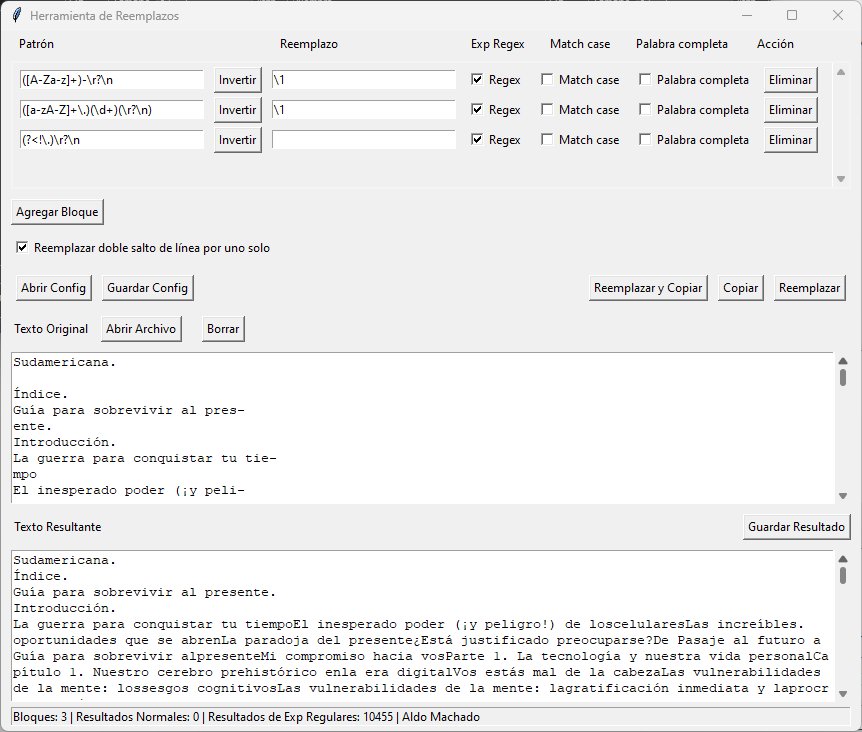 Herramienta de Reemplazos
Patrón Reemplazo Exp Regex Match case Palabra completa Acción
([A-Za-z]+)-\r?\n Invertir \1 Regex Match case Palabra completa Eliminar
([a-zA-Z]+\.)(\d+)(\r?\n) Invertir \1 Regex Match case Palabra completa Eliminar
(?<!\.)\r?\n Invertir Regex Match case Palabra completa Eliminar
Agregar Bloque
Reemplazar doble salto de línea por uno solo
Abrir Config Guardar Config Reemplazar y Copiar Copiar Reemplazar
Texto Original Abrir Archivo Borrar
Sudamericana.
Índice.
Guía para sobrevivir al pres-
ente.
Introducción.
La guerra para conquistar tu tie-
mpo
El inesperado poder (¡y peli-
Texto Resultante Guardar Resultado
Sudamericana.
Índice.
Guía para sobrevivir al presente.
Introducción.
La guerra para conquistar tu tiempoEl inesperado poder (¡y peligro!) de loscelularesLas increíbles.
oportunidades que se abrenLa paradoja del presente¿Está justificado preocuparse?De Pasaje al futuro a
Guía para sobrevivir alpresenteMi compromiso hacia vosParte 1. La tecnología y nuestra vida personalCa
pítulo 1. Nuestro cerebro prehistórico enla era digitalVos estás mal de la cabezaLas vulnerabilidades
de la mente: lossesgos cognitivosLas vulnerabilidades de la mente: lagratificación inmediata y laprocr
Bloques: 3 | Resultados Normales: 0 | Resultados de Exp Regulares: 10455 | Aldo Machado